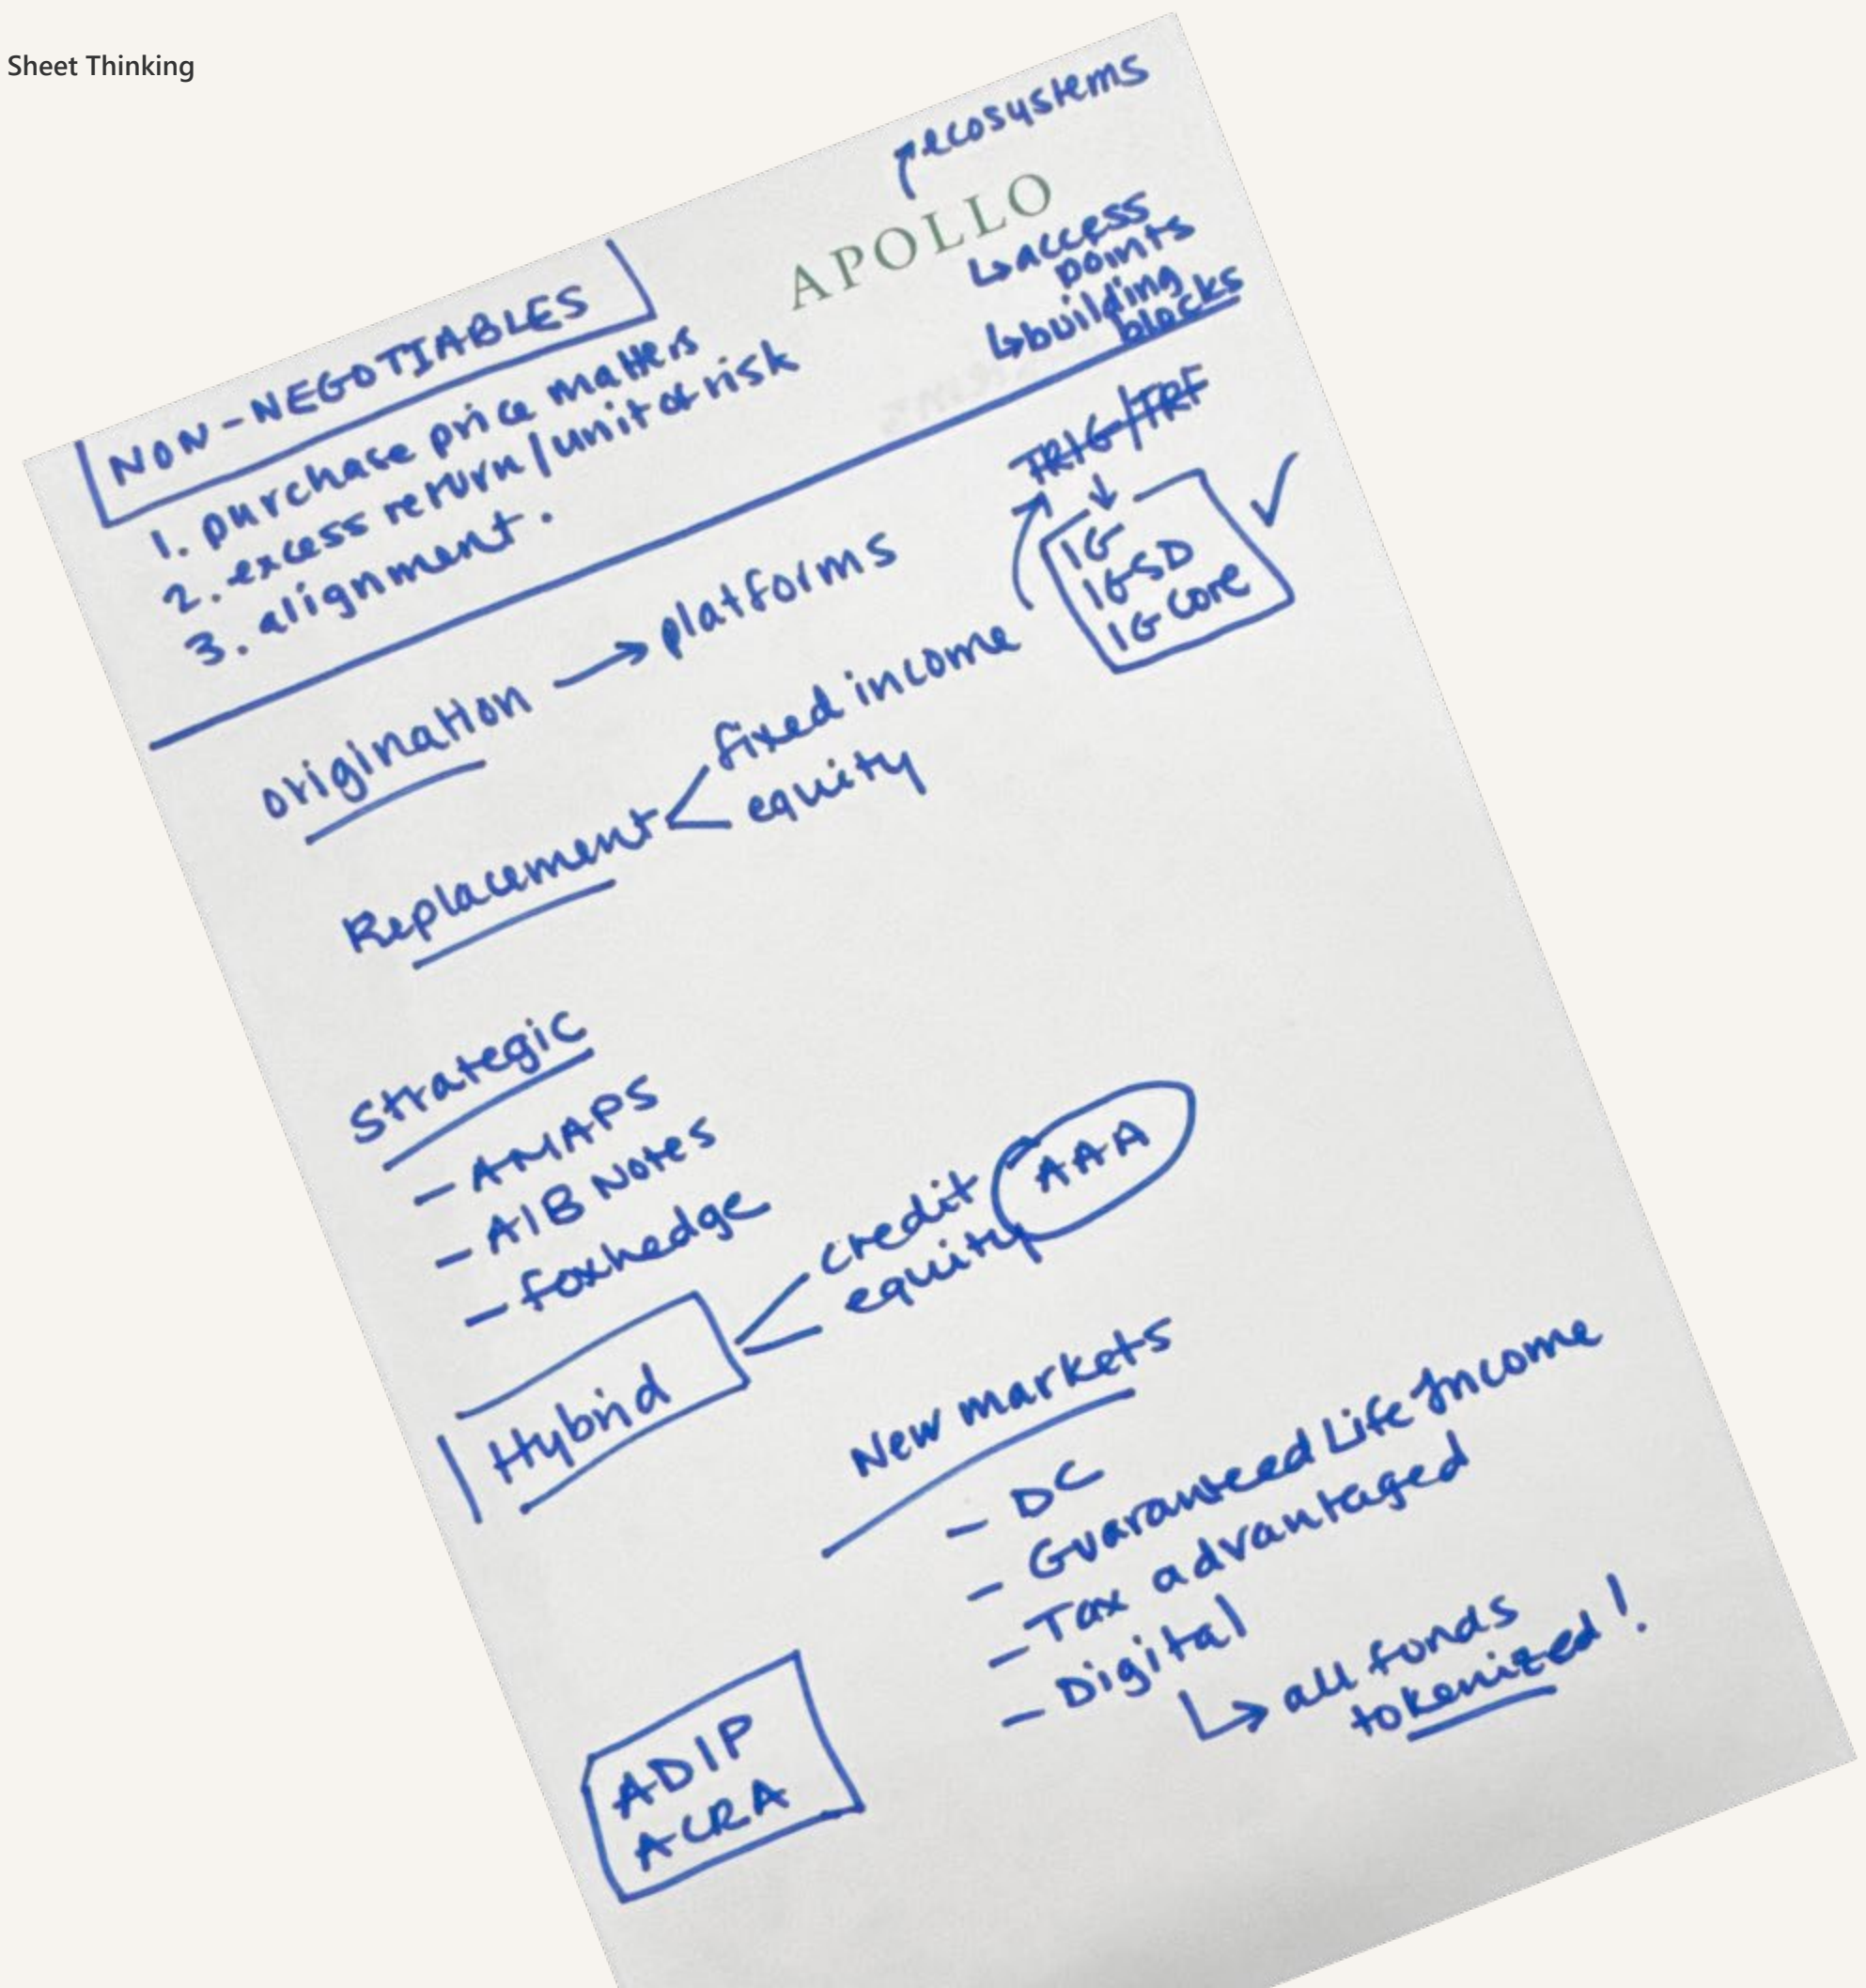 Sheet Thinking
ecosystems
APOLLO
↳access
points
↳building
blocks
NON-NEGOTIABLES
1. purchase price matters
2. excess return/unit of risk
3. alignment.
TRIG/TRF
IG
IGSD
IG Core
origination → platforms
Replacement < fixed income
equity
Strategic
- AMAPS
- AIB Notes
- foxhedge
Hybrid
credit
equity
AAA
New markets
- DC
- Guaranteed Life Income
- Tax advantaged
- Digital
↳ all funds
tokenized!
ADIP
ACRA